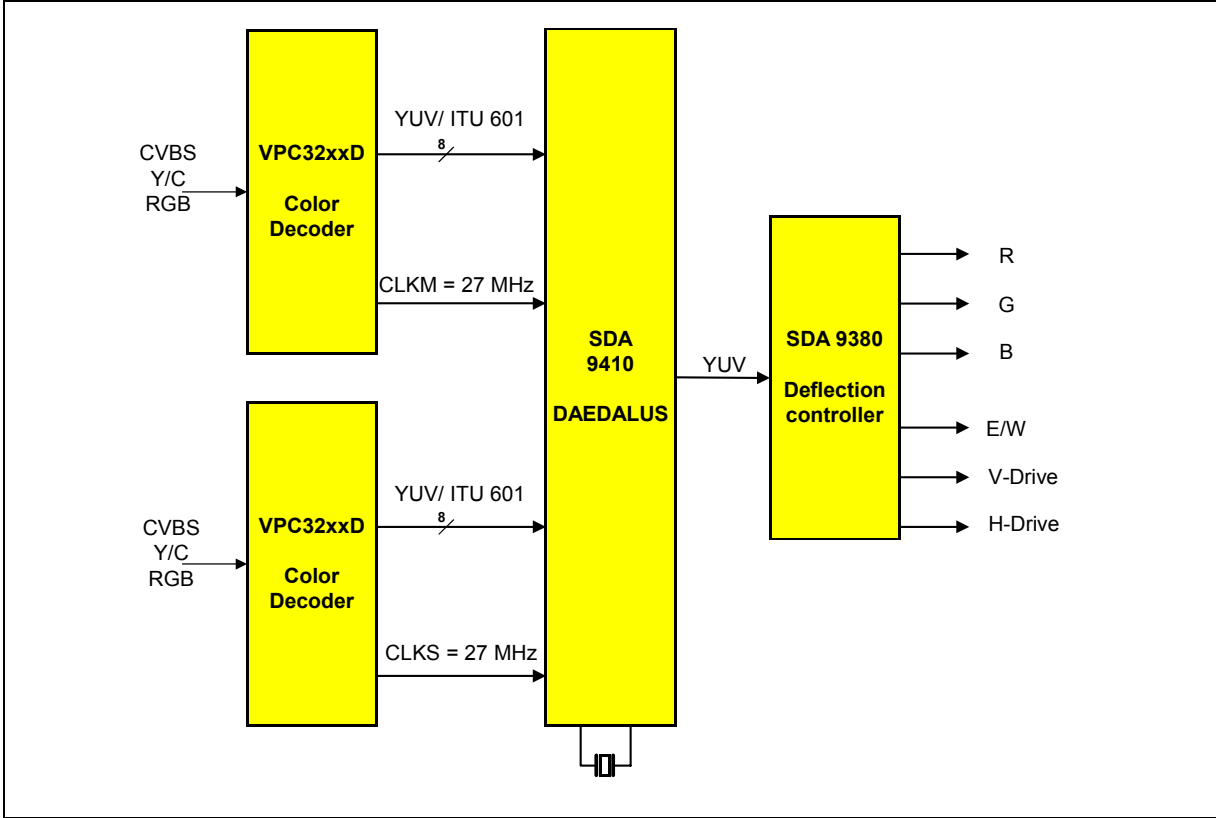 CVBS
Y/C
RGB
VPC32xxD
Color
Decoder
YUV/ ITU 601
8
CLKM = 27 MHz
CVBS
Y/C
RGB
VPC32xxD
Color
Decoder
YUV/ ITU 601
8
CLKS = 27 MHz
SDA
9410
DAEDALUS
YUV
SDA 9380
Deflection
controller
R
G
B
E/W
V-Drive
H-Drive